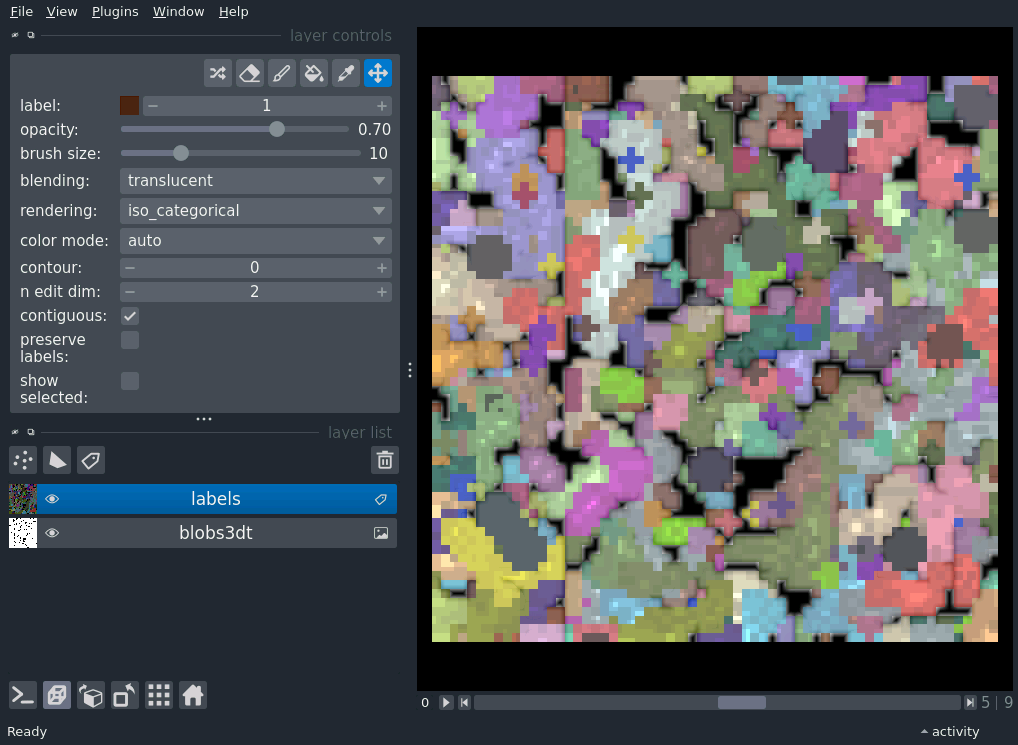 File View Plugins Window Help
layer controls
label: 1
opacity: 0.70
brush size: 10
blending: translucent
rendering: iso_categorical
color mode: auto
contour: 0
n edit dim: 2
contiguous:
preserve
labels:
show
selected:
layer list
labels
blobs3dt
0 5 | 9
Ready activity